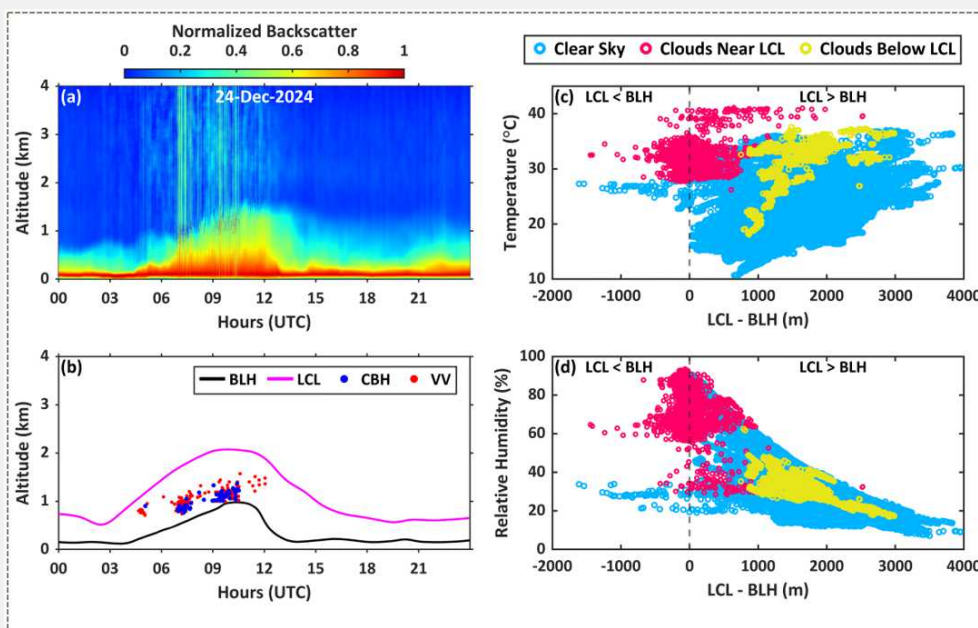 Normalized Backscatter
0 0.2 0.4 0.6 0.8 1
Clear Sky Clouds Near LCL Clouds Below LCL
(a) 24-Dec-2024
4
3
2
1
0
Altitude (km)
00 03 06 09 12 15 18 21
Hours (UTC)
(c) LCL < BLH LCL > BLH
40
30
20
10
Temperature (°C)
-2000 -1000 0 1000 2000 3000 4000
LCL - BLH (m)
(b)
BLH LCL CBH VV
4
3
2
1
0
Altitude (km)
00 03 06 09 12 15 18 21
Hours (UTC)
(d) LCL < BLH LCL > BLH
100
80
60
40
20
0
Relative Humidity (%)
-2000 -1000 0 1000 2000 3000 4000
LCL - BLH (m)